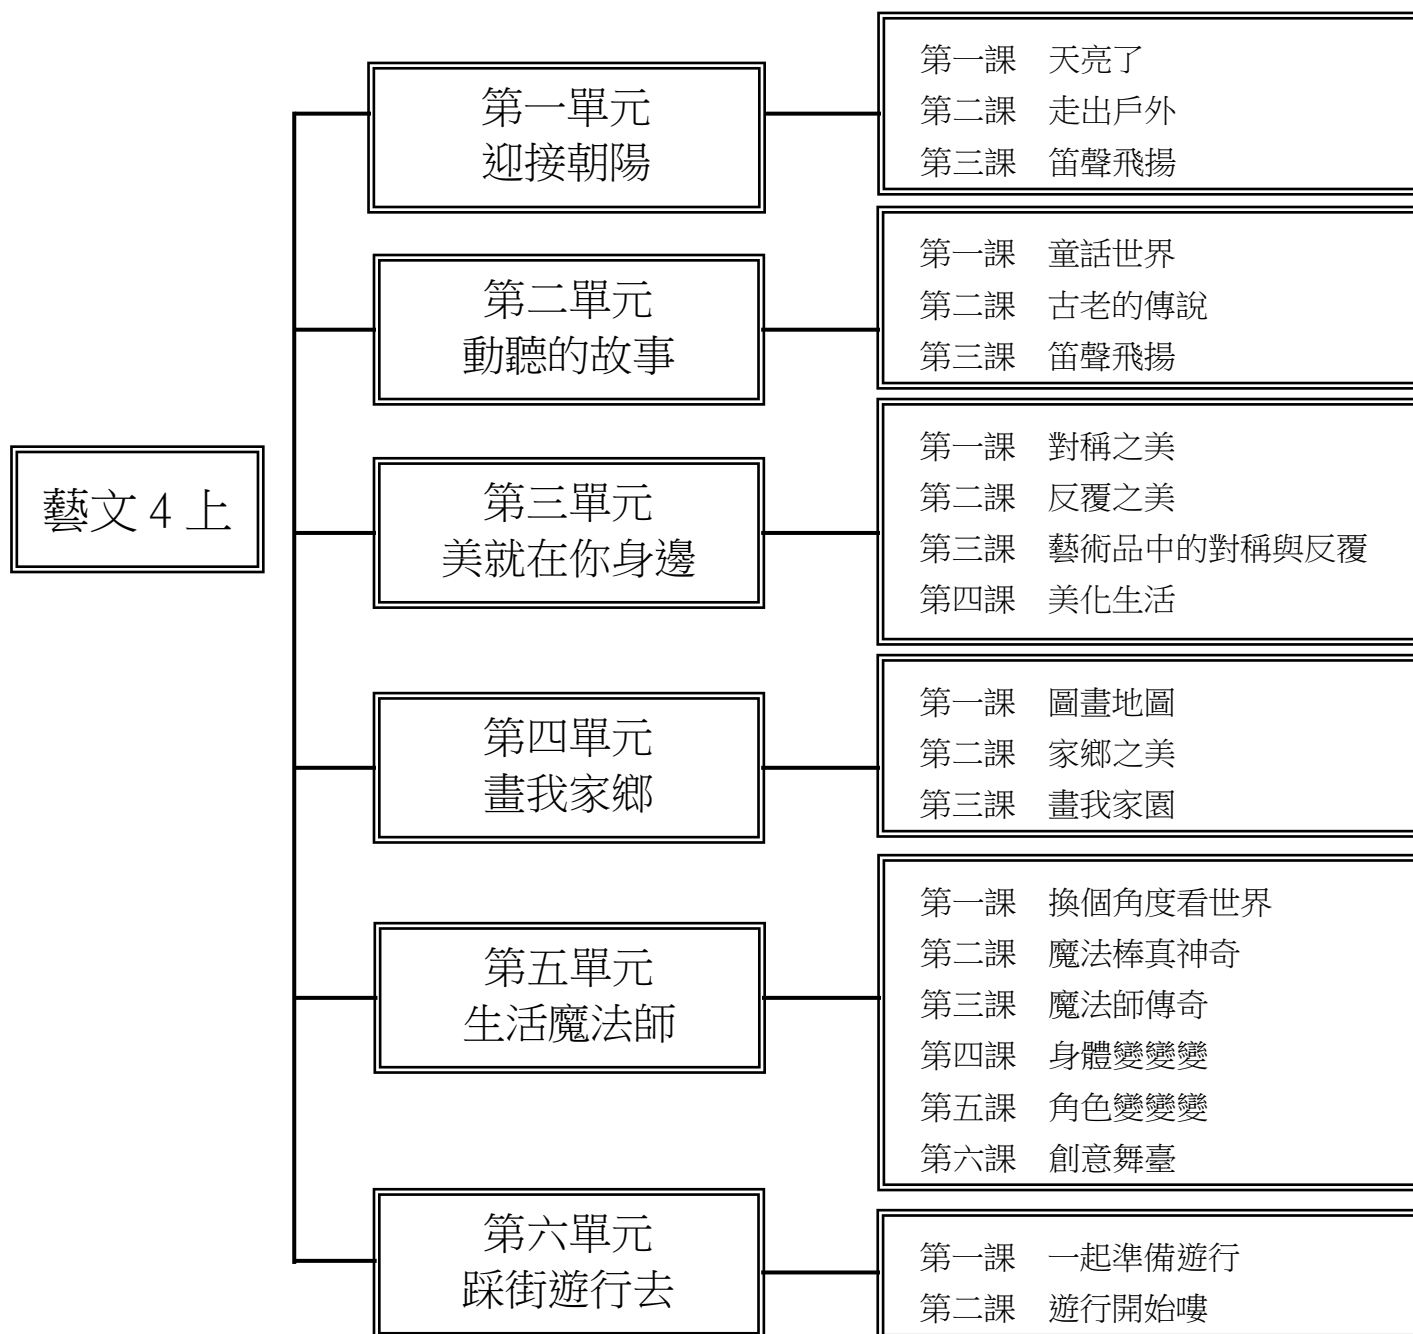 藝文 4 上
第一單元
迎接朝陽
第一課　天亮了
第二課　走出戶外
第三課　笛聲飛揚
第二單元
動聽的故事
第一課　童話世界
第二課　古老的傳說
第三課　笛聲飛揚
第三單元
美就在你身邊
第一課　對稱之美
第二課　反覆之美
第三課　藝術品中的對稱與反覆
第四課　美化生活
第四單元
畫我家鄉
第一課　圖畫地圖
第二課　家鄉之美
第三課　畫我家園
第五單元
生活魔法師
第一課　換個角度看世界
第二課　魔法棒真神奇
第三課　魔法師傳奇
第四課　身體變變變
第五課　角色變變變
第六課　創意舞臺
第六單元
踩街遊行去
第一課　一起準備遊行
第二課　遊行開始嘍